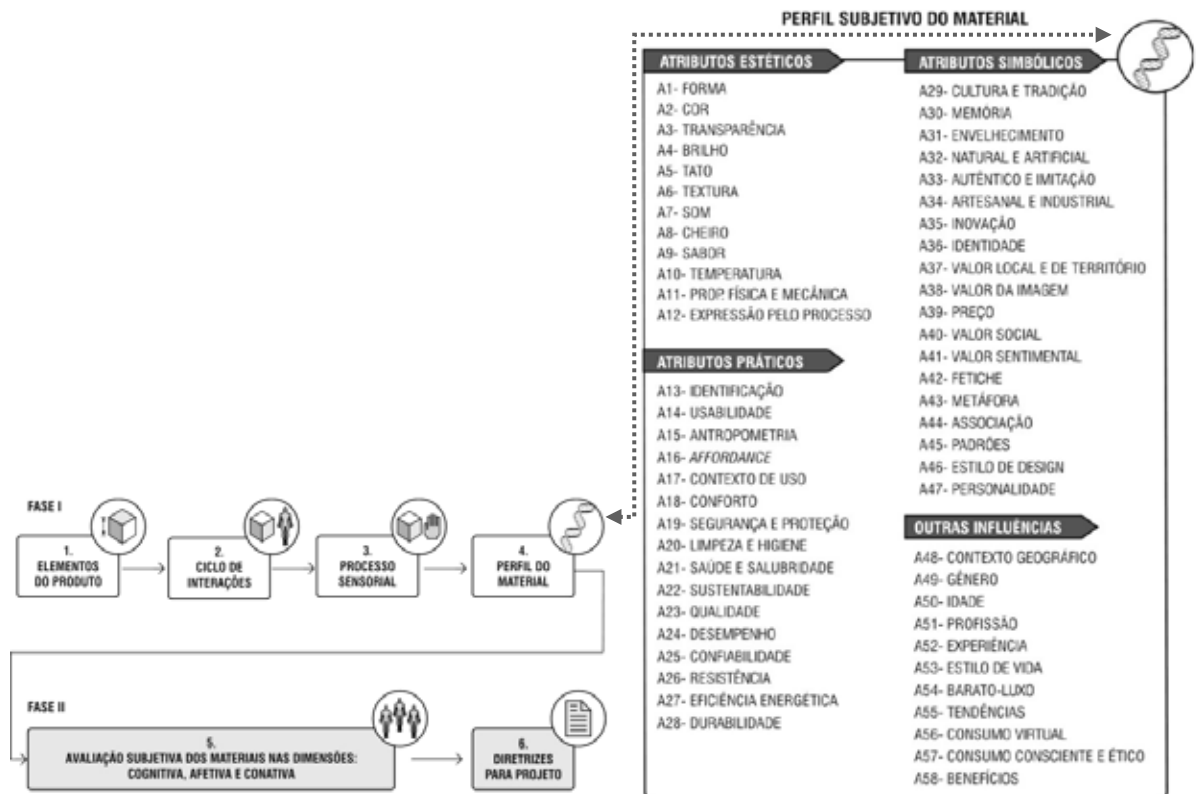 PERFIL SUBJETIVO DO MATERIAL
ATRIBUTOS ESTÉTICOS
A1- FORMA
A2- COR
A3- TRANSPARÊNCIA
A4- BRILHO
A5- TATO
A6- TEXTURA
A7- SOM
A8- CHEIRO
A9- SABOR
A10- TEMPERATURA
A11- PROP. FÍSICA E MECÂNICA
A12- EXPRESSÃO PELO PROCESSO
ATRIBUTOS PRÁTICOS
A13- IDENTIFICAÇÃO
A14- USABILIDADE
A15- ANTROPOMETRIA
A16- AFFORDANCE
A17- CONTEXTO DE USO
A18- CONFORTO
A19- SEGURANÇA E PROTEÇÃO
A20- LIMPEZA E HIGIENE
A21- SAÚDE E SALUBRIDADE
A22- SUSTENTABILIDADE
A23- QUALIDADE
A24- DESEMPENHO
A25- CONFIABILIDADE
A26- RESISTÊNCIA
A27- EFICIÊNCIA ENERGÉTICA
A28- DURABILIDADE
ATRIBUTOS SIMBÓLICOS
A29- CULTURA E TRADIÇÃO
A30- MEMÓRIA
A31- ENVELHECIMENTO
A32- NATURAL E ARTIFICIAL
A33- AUTÊNTICO E IMITAÇÃO
A34- ARTESANAL E INDUSTRIAL
A35- INOVAÇÃO
A36- IDENTIDADE
A37- VALOR LOCAL E DE TERRITÓRIO
A38- VALOR DA IMAGEM
A39- PREÇO
A40- VALOR SOCIAL
A41- VALOR SENTIMENTAL
A42- FETICHE
A43- METÁFORA
A44- ASSOCIAÇÃO
A45- PADRÕES
A46- ESTILO DE DESIGN
A47- PERSONALIDADE
OUTRAS INFLUÊNCIAS
A48- CONTEXTO GEOGRÁFICO
A49- GÊNERO
A50- IDADE
A51- PROFISSÃO
A52- EXPERIÊNCIA
A53- ESTILO DE VIDA
A54- BARATO-LUXO
A55- TENDÊNCIAS
A56- CONSUMO VIRTUAL
A57- CONSUMO CONSCIENTE E ÉTICO
A58- BENEFÍCIOS
FASE I
1.
ELEMENTOS
DO PRODUTO
2.
CICLO DE
INTERAÇÕES
3.
PROCESSO
SENSORIAL
4.
PERFIL DO
MATERIAL
FASE II
5.
AVALIAÇÃO SUBJETIVA DOS MATERIAIS NAS DIMENSÕES:
COGNITIVA, AFETIVA E CONATIVA
6.
DIRETRIZES
PARA PROJETO